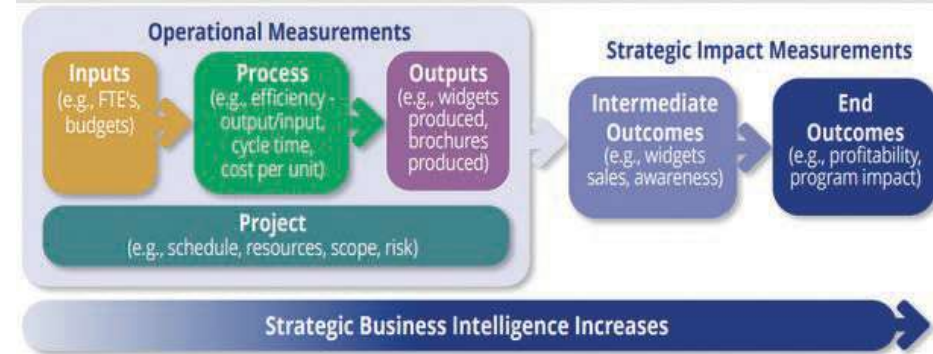 Operational Measurements
Inputs
(e.g., FTE's,
budgets)
Process
(e.g., efficiency -
output/input,
cycle time,
cost per unit)
Outputs
(e.g., widgets
produced,
brochures
produced)
Project
(e.g., schedule, resources, scope, risk)
Strategic Impact Measurements
Intermediate
Outcomes
(e.g., widgets
sales, awareness)
End
Outcomes
(e.g., profitability,
program impact)
Strategic Business Intelligence Increases